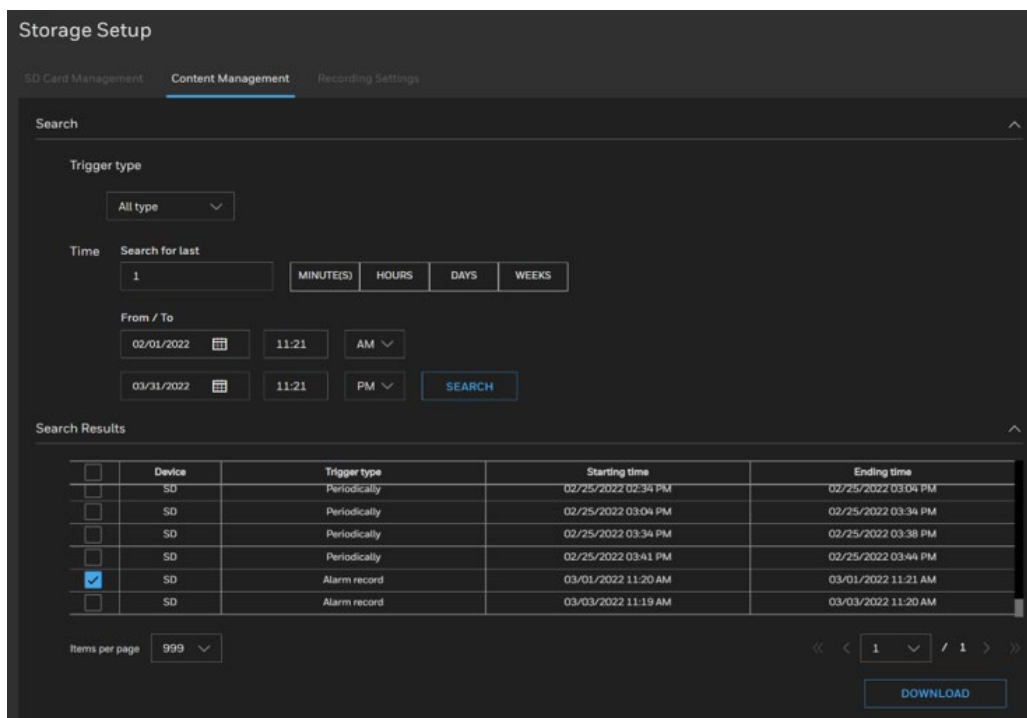 Storage Setup
SD Card Management Content Management Recording Settings
Search
Trigger type
All type
Time Search for last
1 MINUTE(S) HOURS DAYS WEEKS
From / To
02/01/2022 11:21 AM
03/31/2022 11:21 PM SEARCH
Search Results
Device Trigger type Starting time Ending time
SD Periodically 02/25/2022 02:34 PM 02/25/2022 03:04 PM
SD Periodically 02/25/2022 03:04 PM 02/25/2022 03:34 PM
SD Periodically 02/25/2022 03:34 PM 02/25/2022 03:38 PM
SD Periodically 02/25/2022 03:41 PM 02/25/2022 03:44 PM
SD Alarm record 03/01/2022 11:20 AM 03/01/2022 11:21 AM
SD Alarm record 03/03/2022 11:19 AM 03/03/2022 11:20 AM
Items per page 999 1 / 1
DOWNLOAD